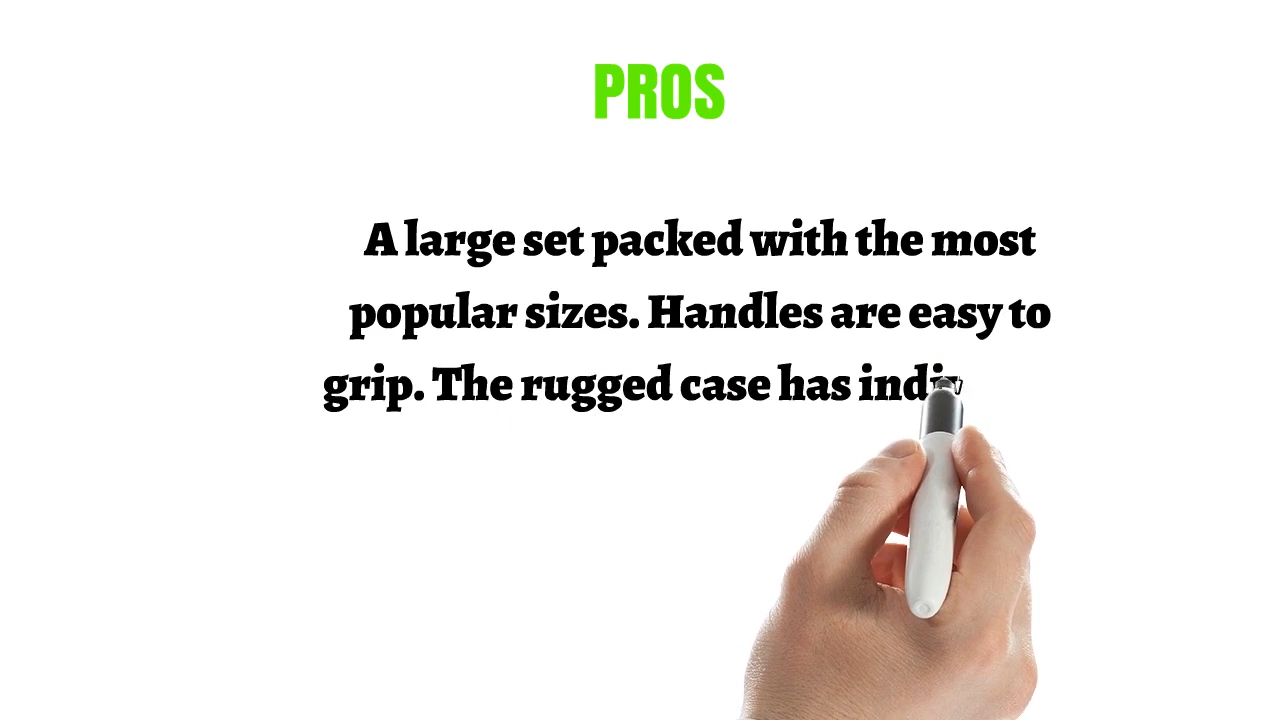 PROS
A large set packed with the most
popular sizes. Handles are easy to
grip. The rugged case has